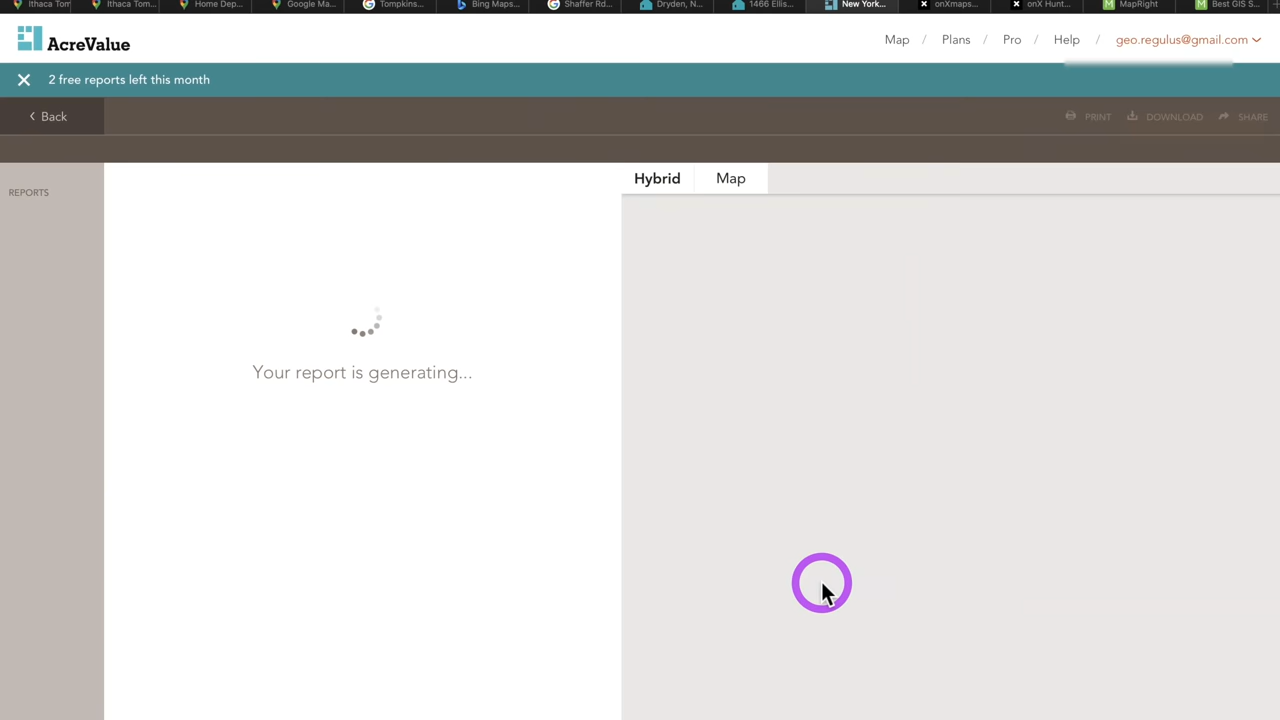 Ithaca Tom
Ithaca Tom...
Home Dep...
Google Ma...
Tompkins...
Bing Maps...
Shaffer Rd...
Dryden, N...
1466 Ellis...
New York...
onXmaps...
onX Hunt...
MapRight
Best GIS S...
AcreValue
Map / Plans / Pro / Help / geo.regulus@gmail.com
2 free reports left this month
Back
PRINT
DOWNLOAD
SHARE
REPORTS
Hybrid
Map
Your report is generating...